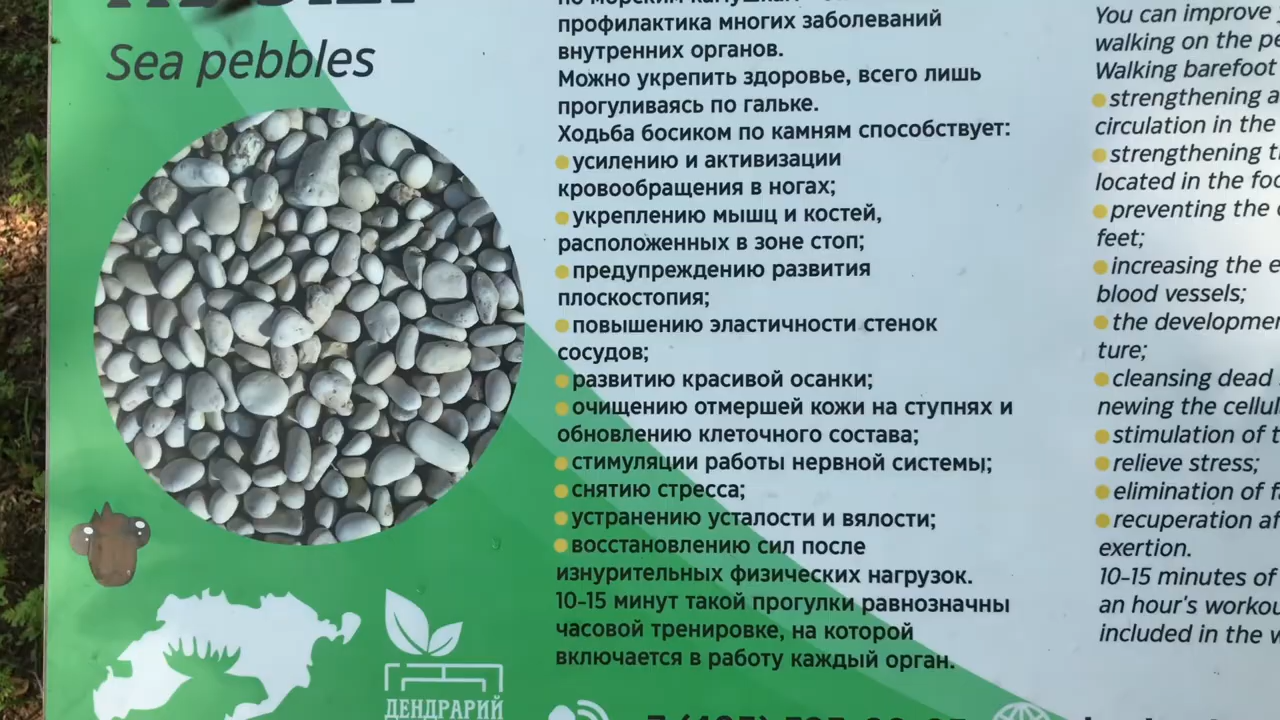 Sea pebbles
профилактика многих заболеваний
внутренних органов.
Можно укрепить здоровье, всего лишь
прогуливаясь по гальке.
Ходьба босиком по камням способствует:
усилению и активизации
кровообращения в ногах;
укреплению мышц и костей,
расположенных в зоне стоп;
предупреждению развития
плоскостопия;
повышению эластичности стенок
сосудов;
развитию красивой осанки;
очищению отмершей кожи на ступнях и
обновлению клеточного состава;
стимуляции работы нервной системы;
снятию стресса;
устранению усталости и вялости;
восстановлению сил после
изнурительных физических нагрузок.
10-15 минут такой прогулки равнозначны
часовой тренировке, на которой
включается в работу каждый орган.
You can improve
walking on the
Walking barefoot
strengthening
circulation in the
strengthening
located in the
preventing the
feet;
increasing the
blood vessels;
the
ture;
cleansing dead
newing the
stimulation of
relieve stress;
elimination of
recuperation
exertion.
10-15 minutes of
an hour's
included in the
ДЕНДРАРИЙ